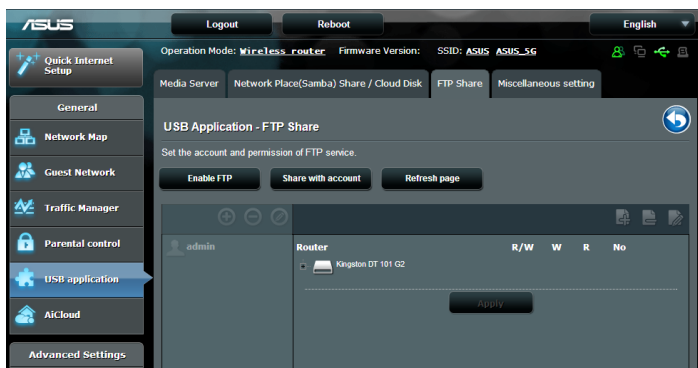 ASUS
Logout Reboot English
Operation Mode: Wireless router Firmware Version: SSID: ASUS ASUS_5G
Quick Internet
Setup
Media Server Network Place(Samba) Share / Cloud Disk FTP Share Miscellaneous setting
General
Network Map
Guest Network
Traffic Manager
Parental control
USB application
AiCloud
Advanced Settings
USB Application - FTP Share
Set the account and permission of FTP service.
Enable FTP Share with account Refresh page
admin
Router R/W W R No
Kingston DT 101 G2
Apply